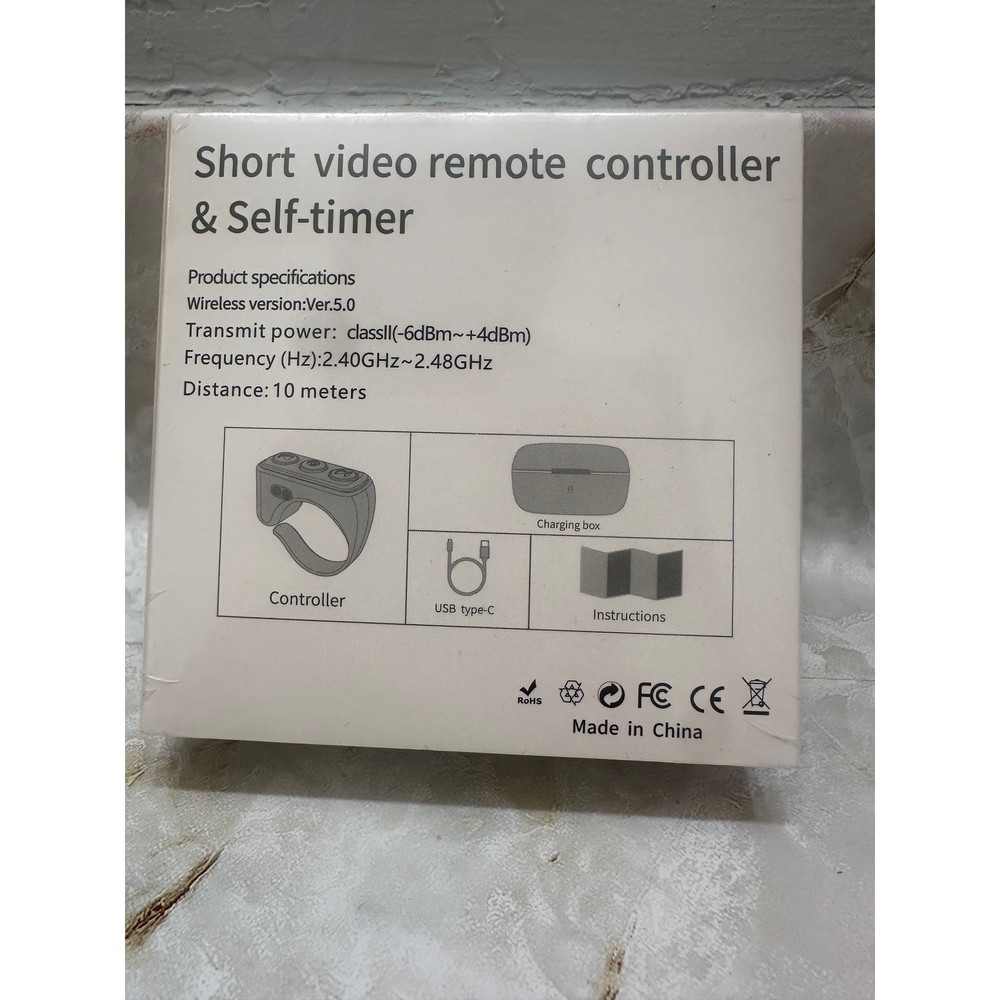 Short video remote controller
& Self-timer
Product specifications
Wireless version:Ver.5.0
Transmit power: classII(-6dBm~+4dBm)
Frequency (Hz):2.40GHz~2.48GHz
Distance: 10 meters
Charging box
Controller
USB type-C
Instructions
RoHS
FC CE
Made in China